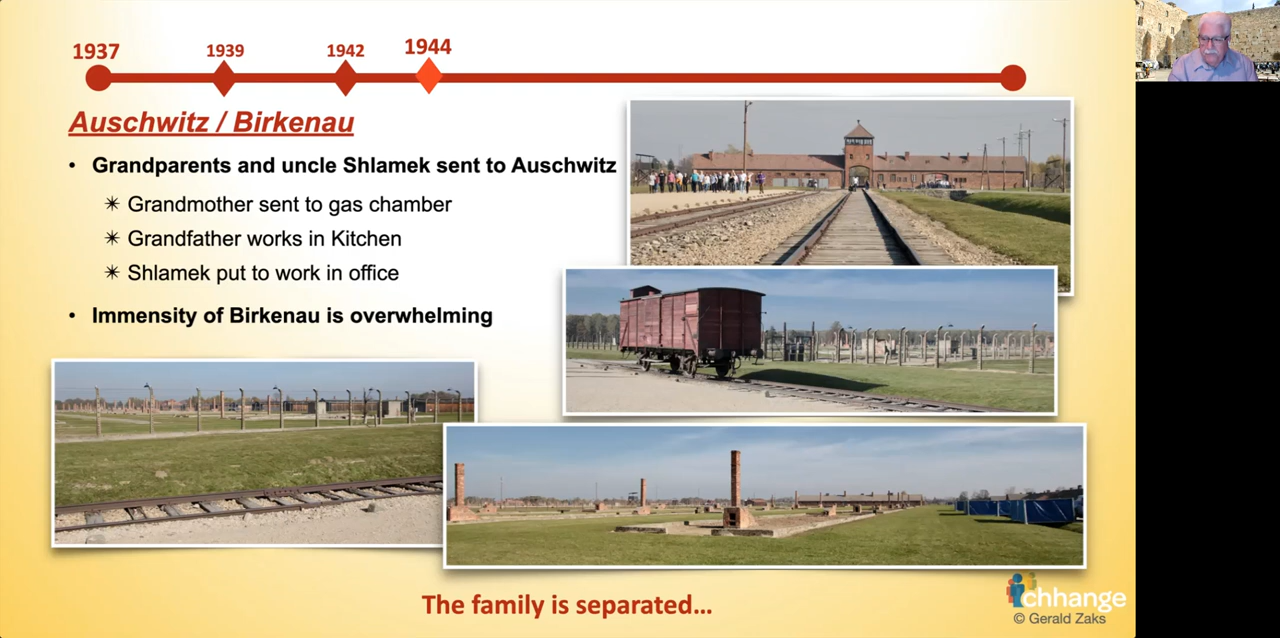 1937
1939
1942
1944
Auschwitz / Birkenau
• Grandparents and uncle Shlamek sent to Auschwitz
✴ Grandmother sent to gas chamber
✴ Grandfather works in Kitchen
✴ Shlamek put to work in office
• Immensity of Birkenau is overwhelming
The family is separated...
chhange
© Gerald Zaks